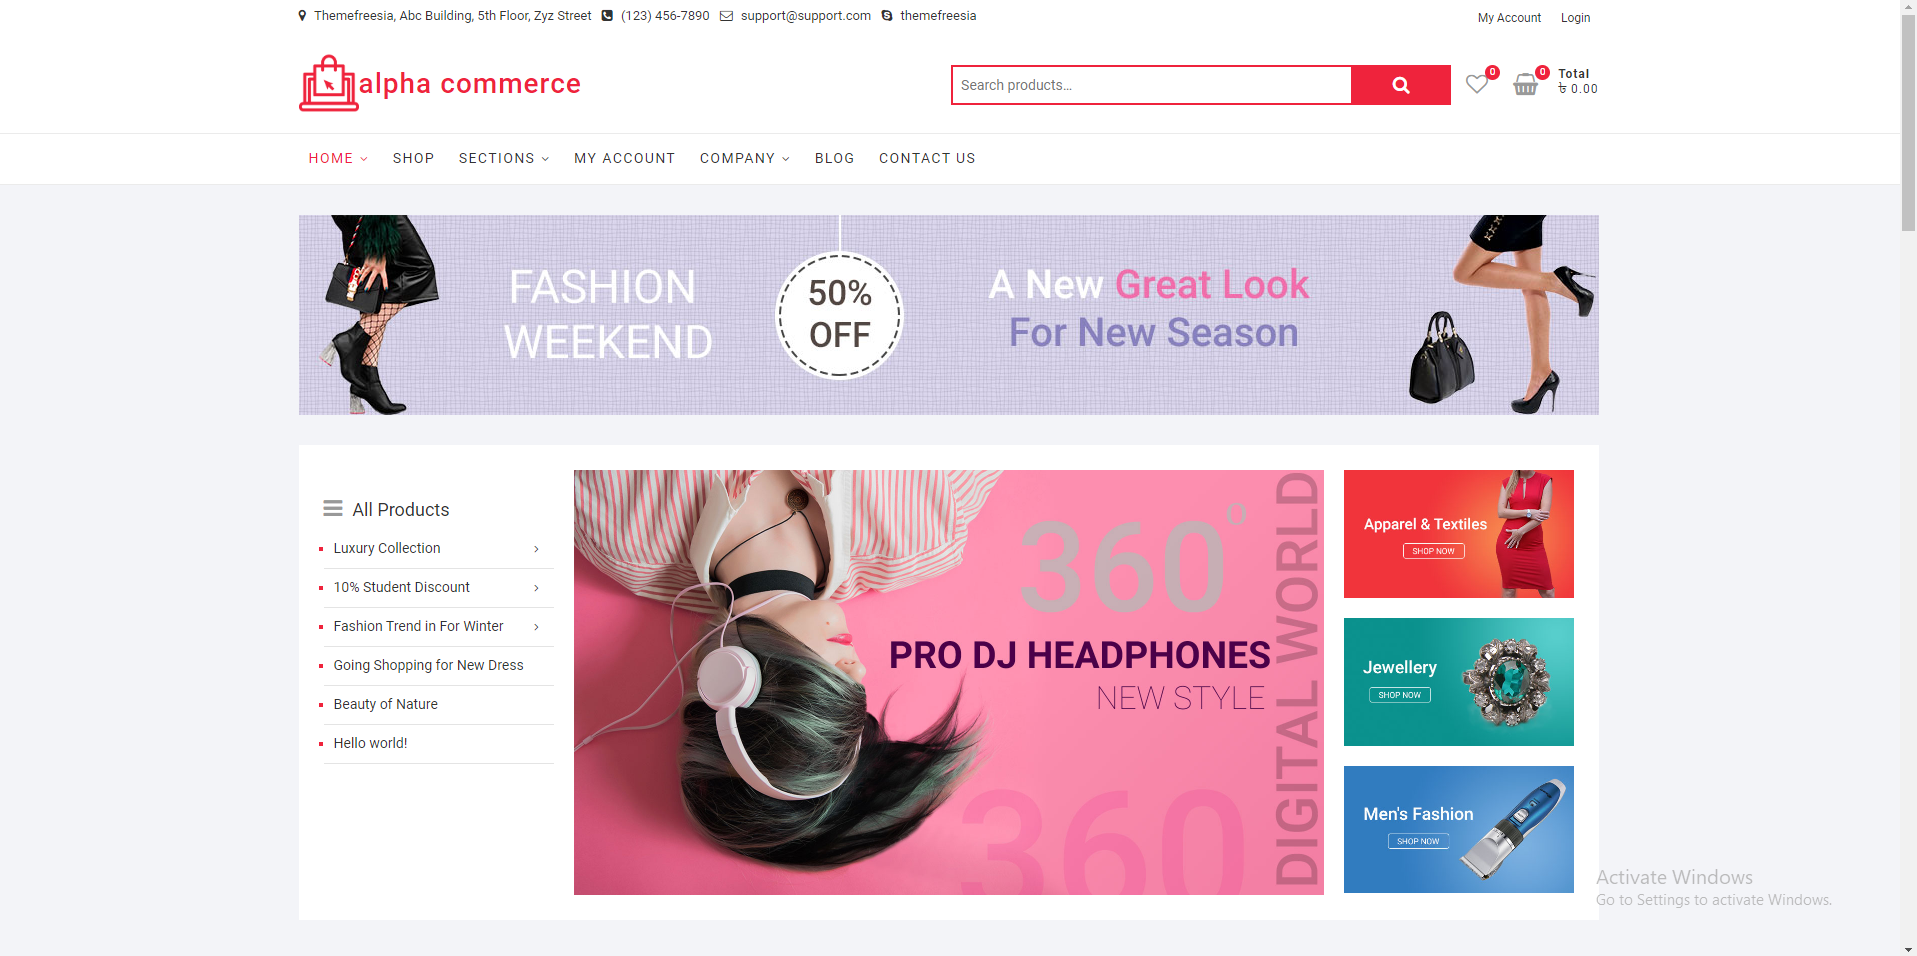 Themefreesia, Abc Building, 5th Floor, Zyz Street (123) 456-7890 support@support.com themefreesia
My Account Login
alpha commerce
Search products...
0
0
Total
৳ 0.00
HOME SHOP SECTIONS MY ACCOUNT COMPANY BLOG CONTACT US
FASHION
WEEKEND
50%
OFF
A New Great Look
For New Season
All Products
Luxury Collection
10% Student Discount
Fashion Trend in For Winter
Going Shopping for New Dress
Beauty of Nature
Hello world!
360°
PRO DJ HEADPHONES
NEW STYLE
DIGITAL WORLD
360
Apparel & Textiles
SHOP NOW
Jewellery
SHOP NOW
Men's Fashion
SHOP NOW
Activate Windows
Go to Settings to activate Windows.